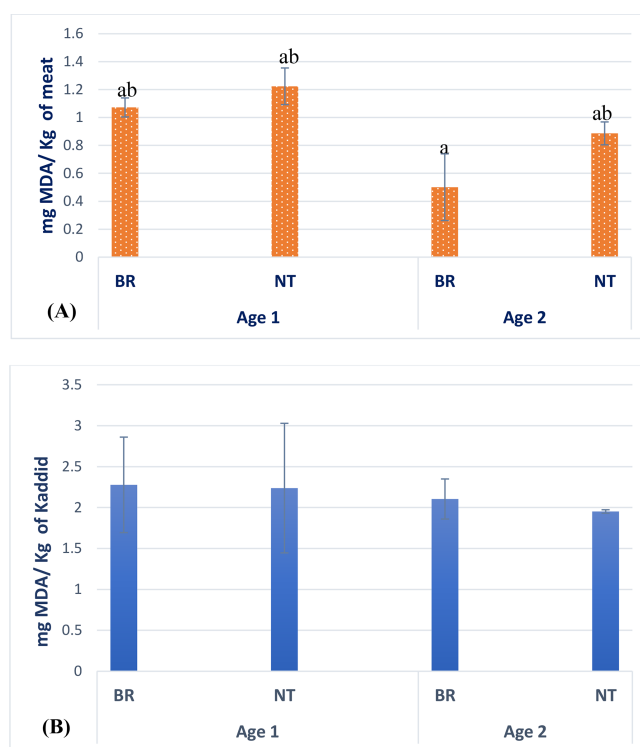 1.6
1.4
1.2
1
0.8
0.6
0.4
0.2
0
mg MDA/ Kg of meat
ab
ab
a
ab
BR
NT
BR
NT
(A)
Age 1
Age 2
3.5
3
2.5
2
1.5
1
0.5
0
mg MDA/ Kg of Kaddid
BR
NT
BR
NT
(B)
Age 1
Age 2